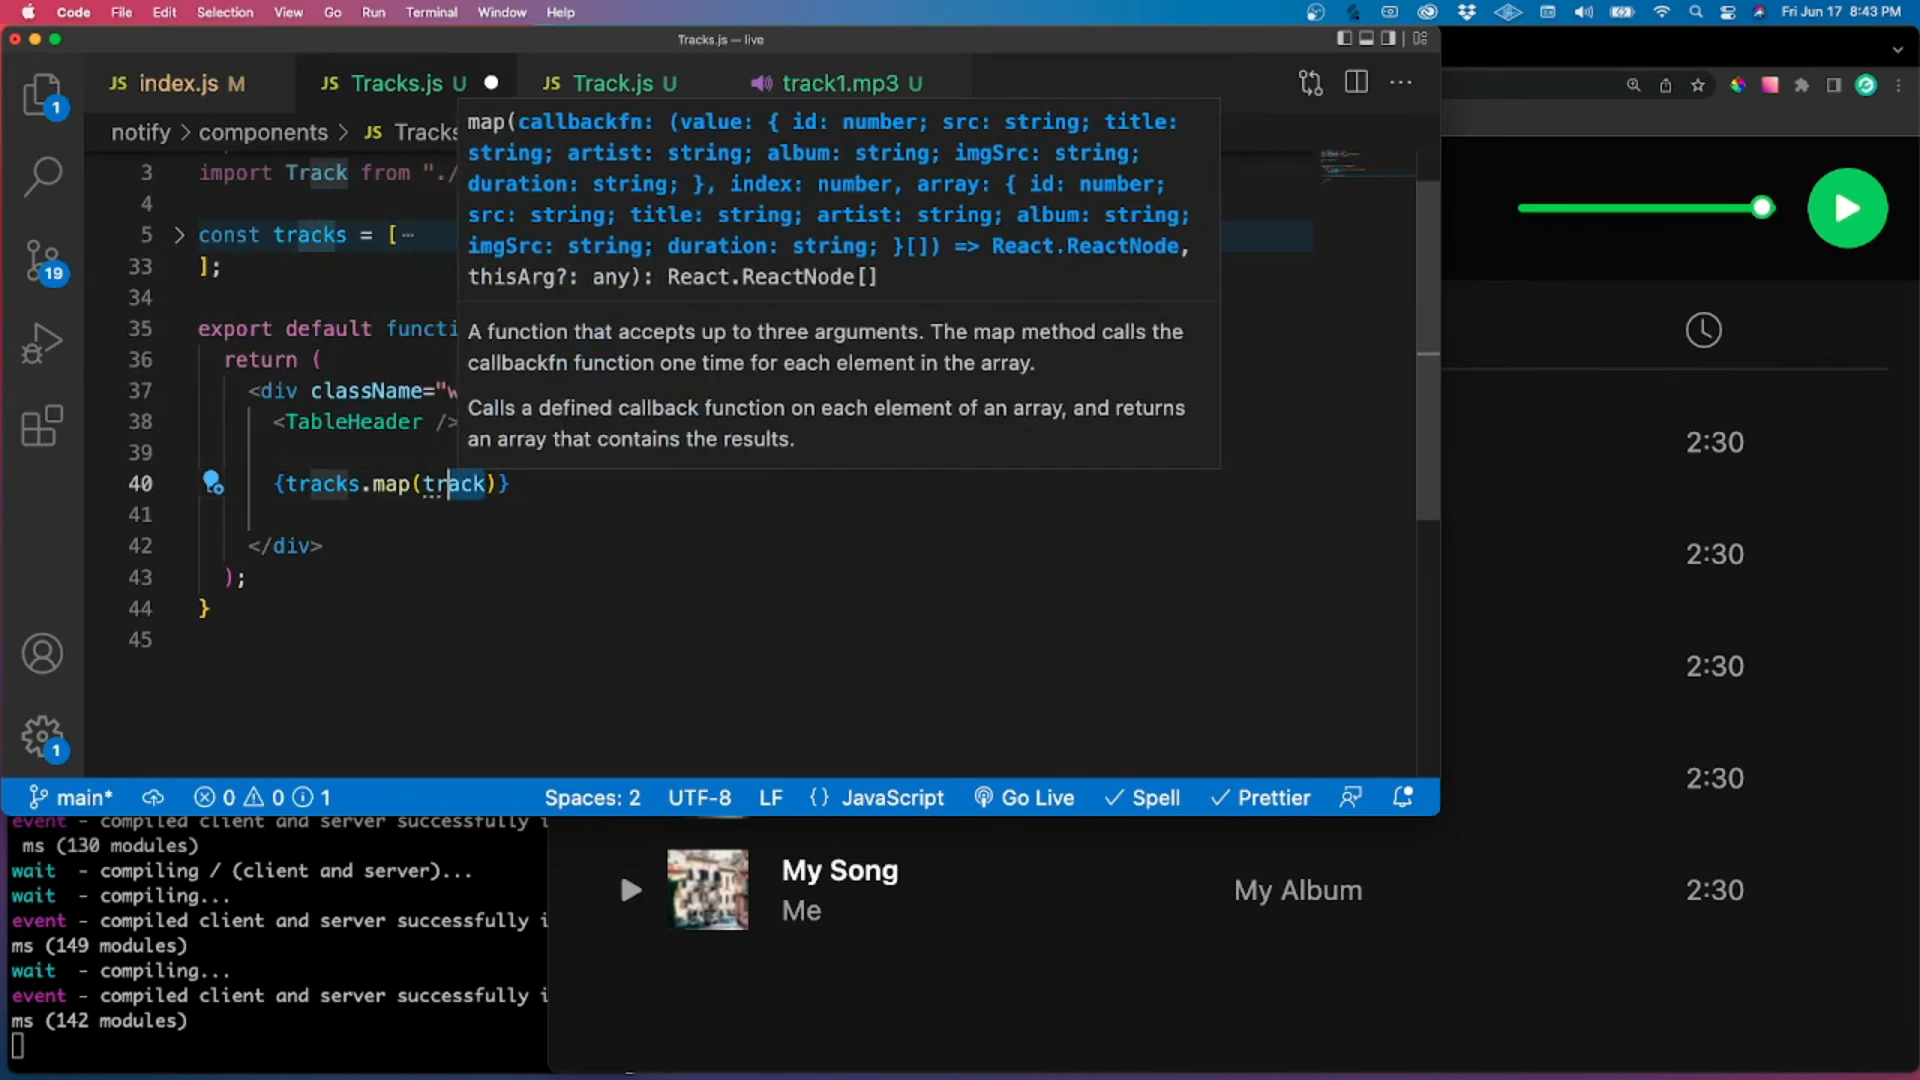 Code File Edit Selection View Go Run Terminal Window Help
Fri Jun 17 8:43 PM
Tracks.js — live
JS index.js M
JS Tracks.js U
JS Track.js U
track1.mp3 U
notify > components > JS Tracks
map(callbackfn: (value: { id: number; src: string; title:
string; artist: string; album: string; imgSrc: string;
duration: string; }, index: number, array: { id: number;
src: string; title: string; artist: string; album: string;
imgSrc: string; duration: string; }[]) => React.ReactNode,
thisArg?: any): React.ReactNode[]
A function that accepts up to three arguments. The map method calls the
callbackfn function one time for each element in the array.
Calls a defined callback function on each element of an array, and returns
an array that contains the results.
3 import Track from "./
4
5 > const tracks = [ ⋯
33 ];
34
35 export default functi
36 return (
37 <div className="w
38 <TableHeader />
39
40 {tracks.map(track)}
41
42 </div>
43 );
44 }
45
1
19
1
main* 0 0 1 Spaces: 2 UTF-8 LF {} JavaScript Go Live Spell Prettier
event - compiled client and server successfully i
ms (130 modules)
wait - compiling / (client and server)...
wait - compiling...
event - compiled client and server successfully i
ms (149 modules)
wait - compiling...
event - compiled client and server successfully i
ms (142 modules)
2:30
2:30
2:30
2:30
My Song
Me
My Album
2:30